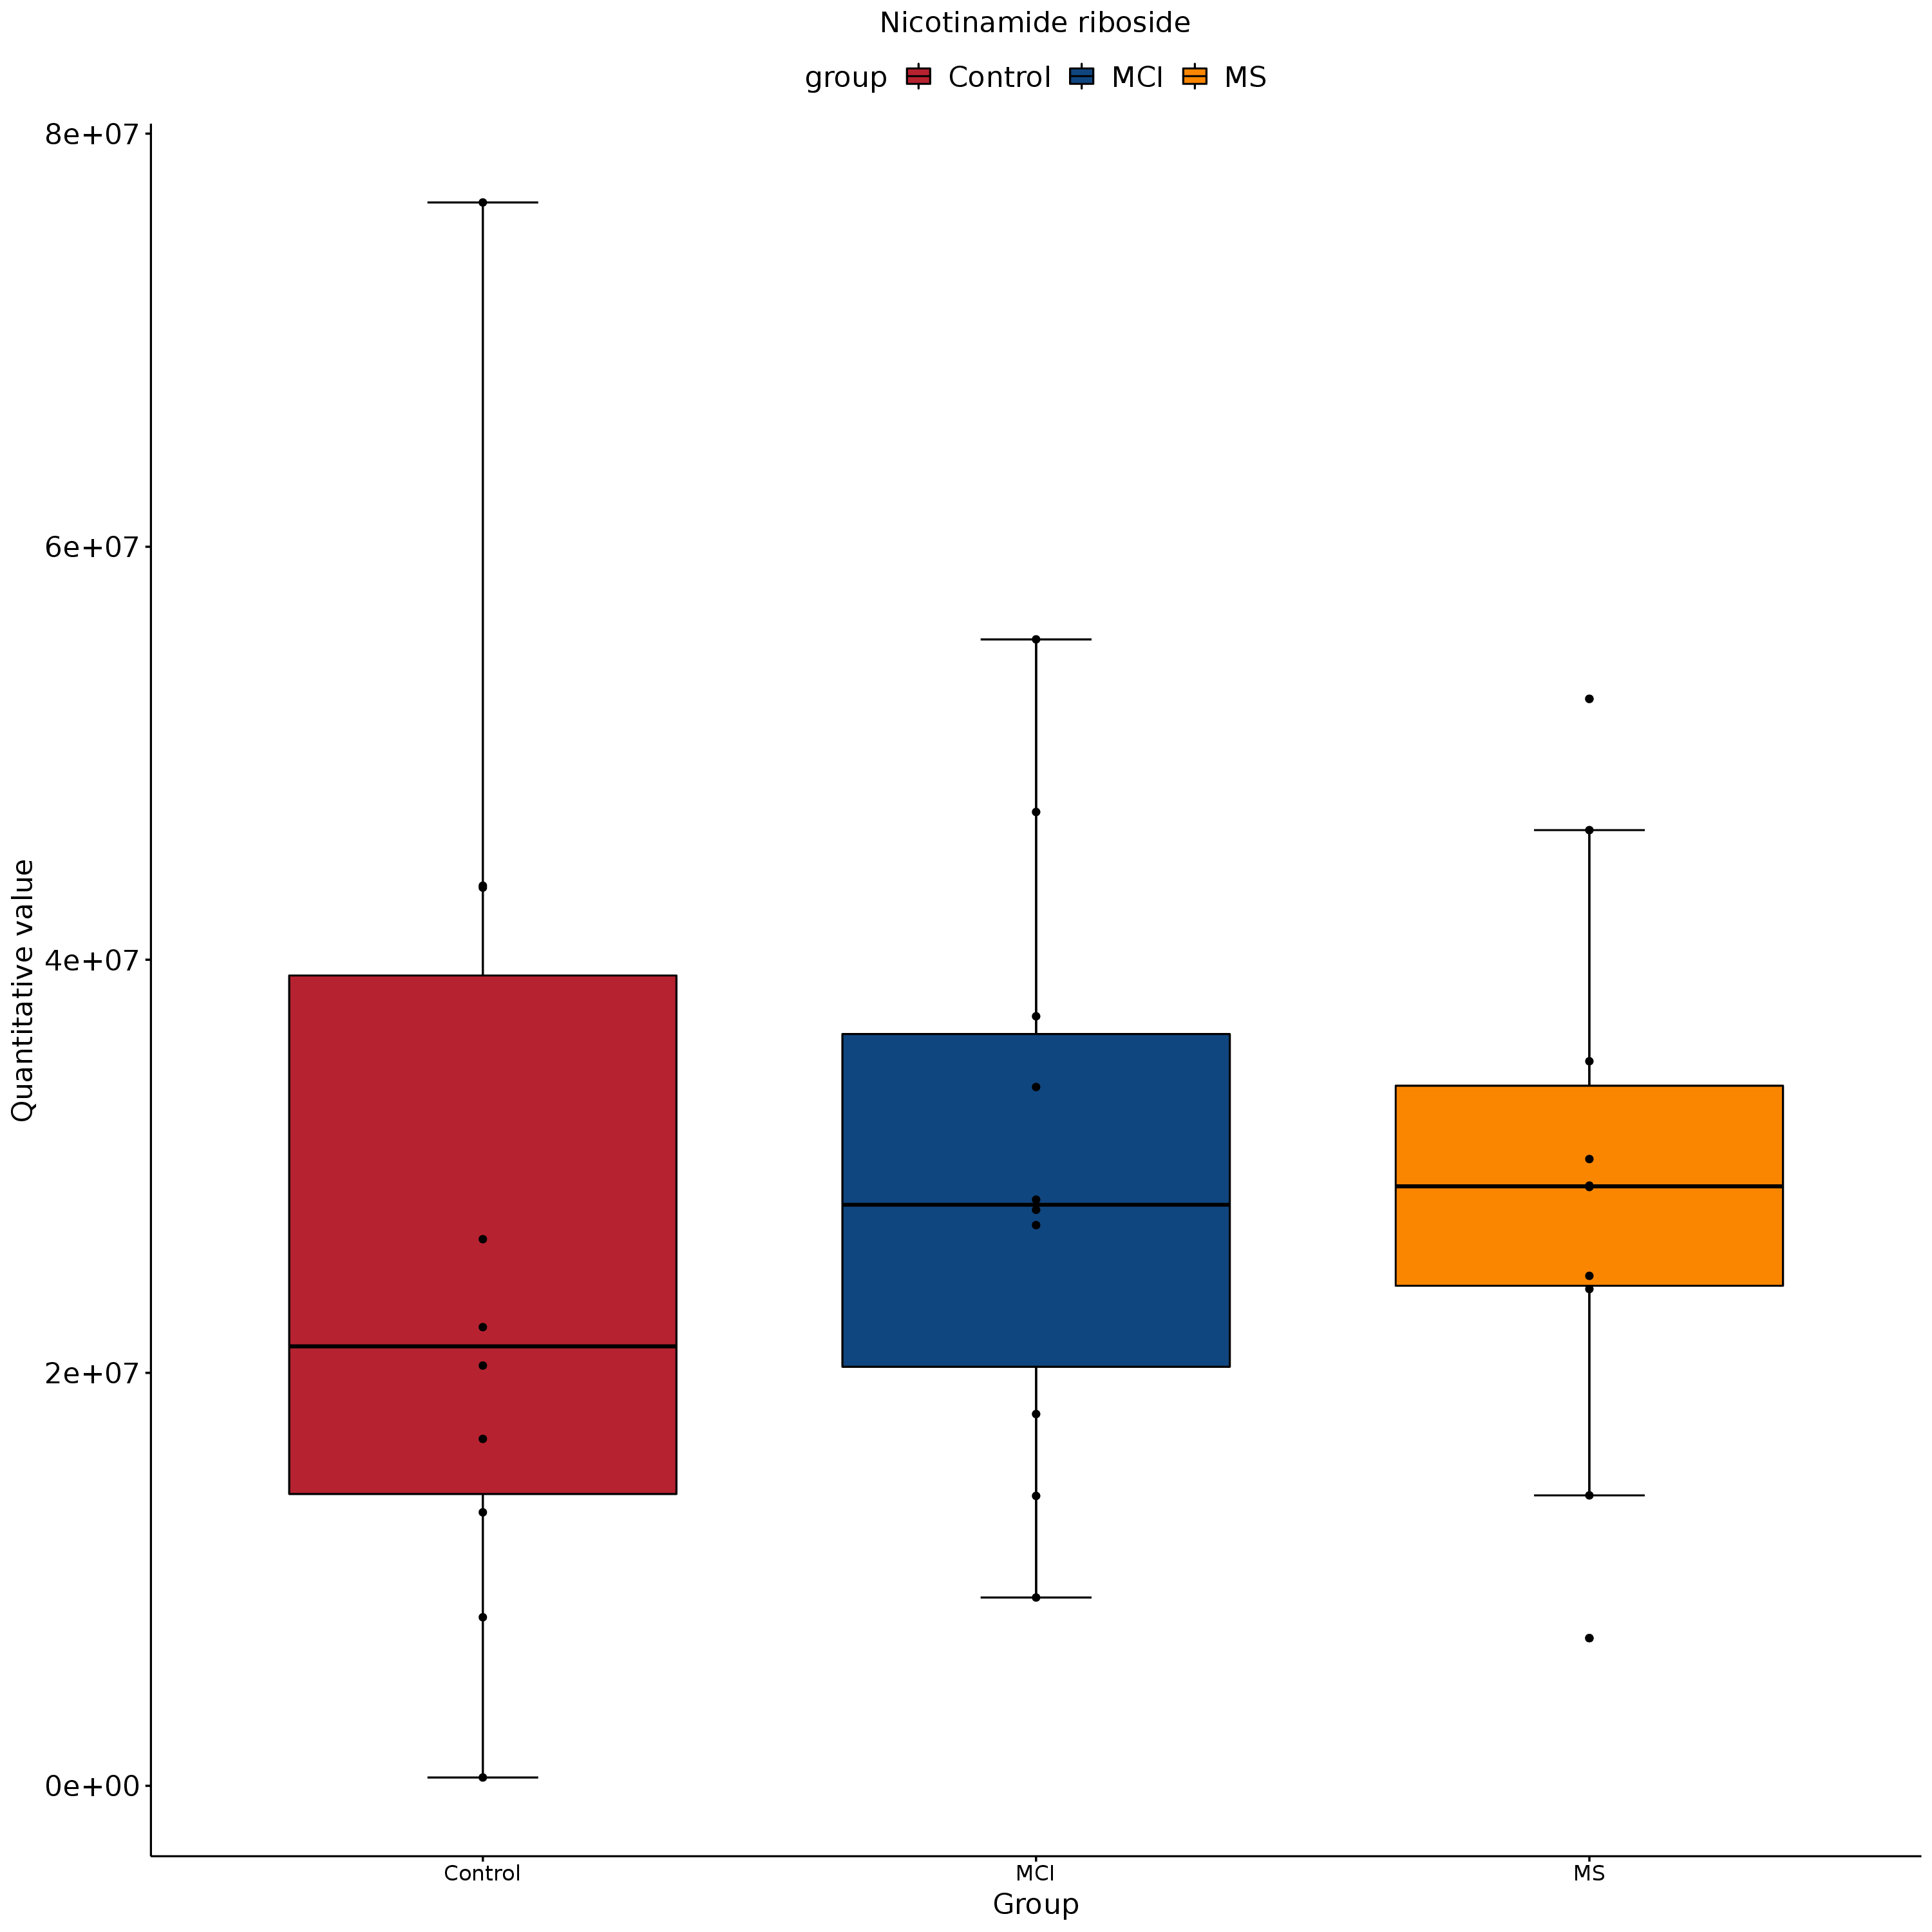 Nicotinamide riboside
group Control MCI MS
8e+07
6e+07
4e+07
2e+07
0e+00
Quantitative value
Control MCI MS
Group